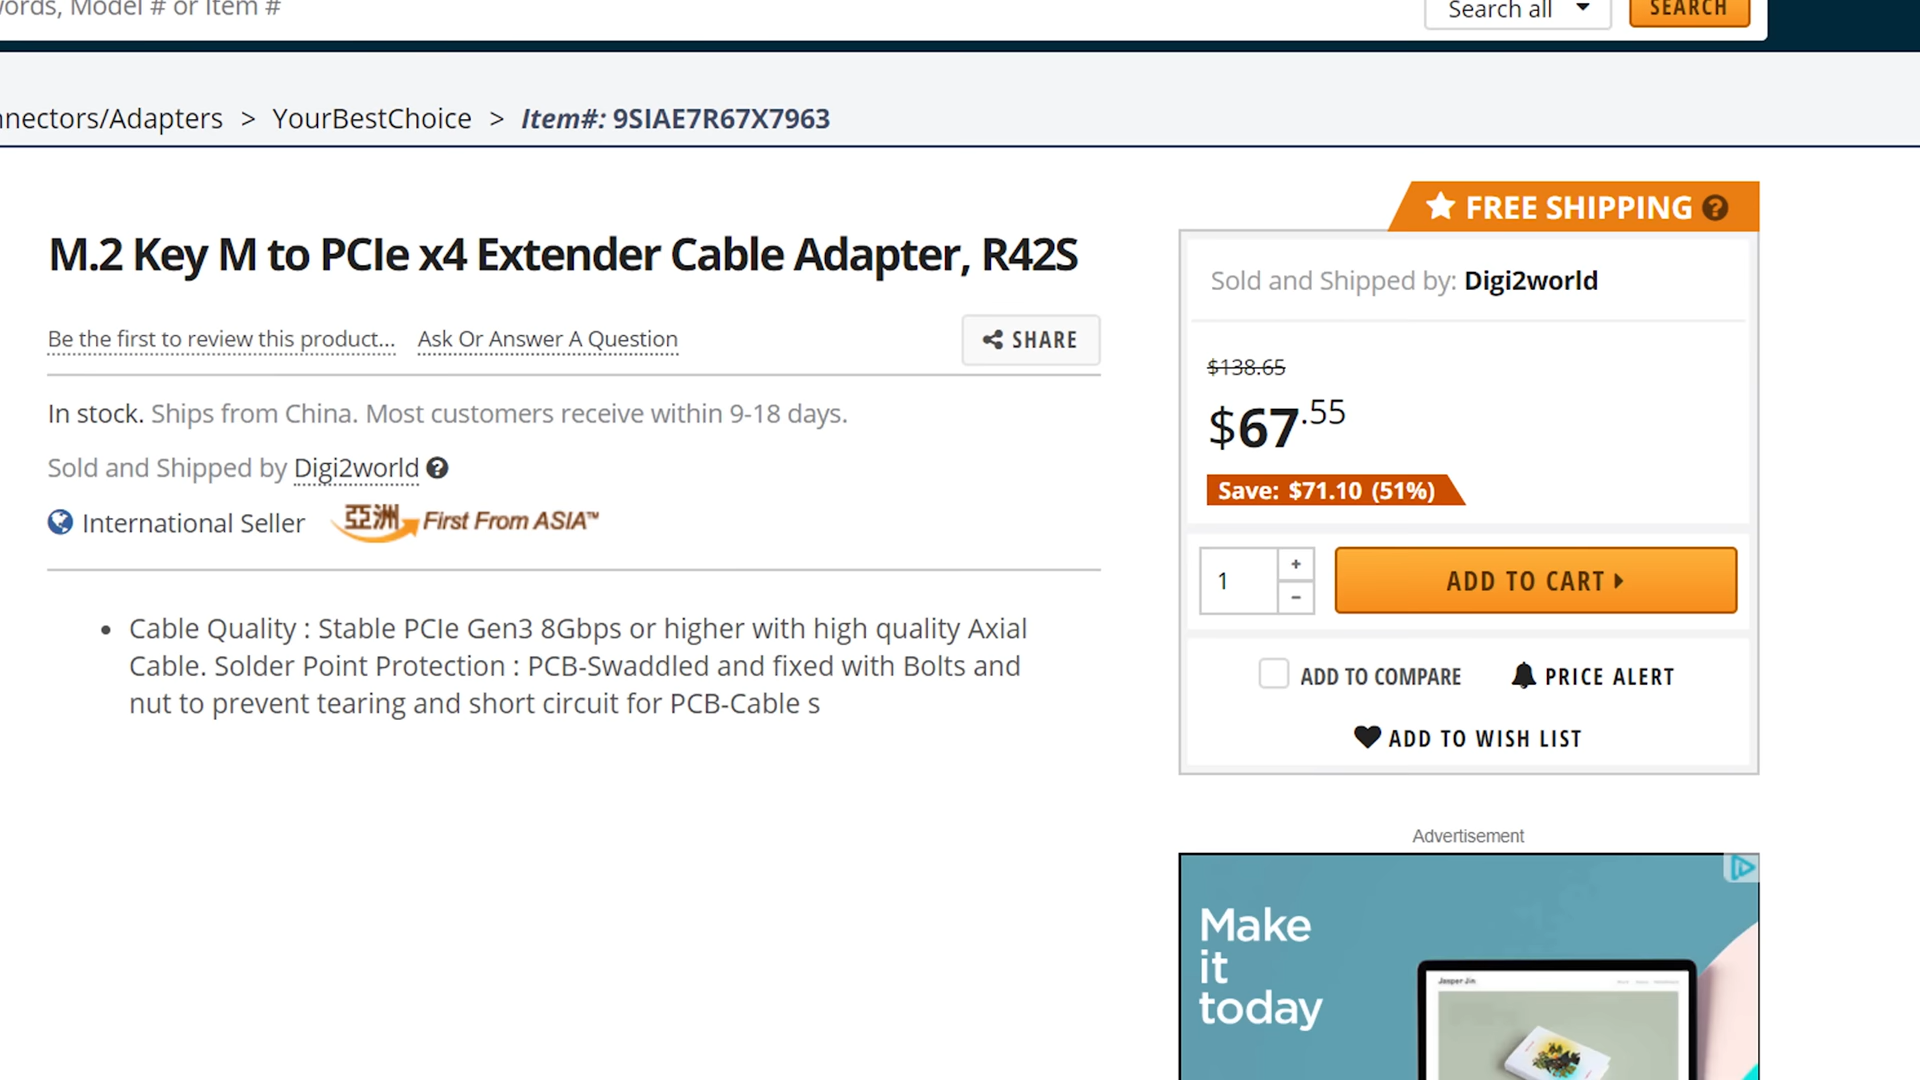 Model # or Item #
Search all
SEARCH
nnectors/Adapters > YourBestChoice > Item#: 9SIAE7R67X7963
FREE SHIPPING ?
M.2 Key M to PCIe x4 Extender Cable Adapter, R42S
Be the first to review this product... Ask Or Answer A Question
SHARE
In stock. Ships from China. Most customers receive within 9-18 days.
Sold and Shipped by Digi2world ?
International Seller
亞洲 First From ASIA™
• Cable Quality : Stable PCIe Gen3 8Gbps or higher with high quality Axial
Cable. Solder Point Protection : PCB-Swaddled and fixed with Bolts and
nut to prevent tearing and short circuit for PCB-Cable s
Sold and Shipped by: Digi2world
$138.65
$67.55
Save: $71.10 (51%)
1
+
-
ADD TO CART
ADD TO COMPARE
PRICE ALERT
ADD TO WISH LIST
Advertisement
Make
it
today
Jasper Jin